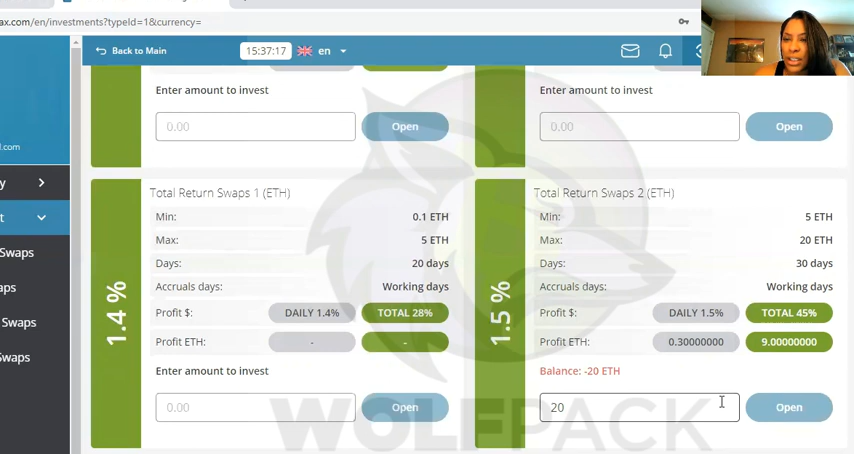 ax.com/en/investments?typeId=1&currency=
Back to Main
15:37:17
en
Enter amount to invest
0.00
Open
Enter amount to invest
0.00
Open
l.com
y
t
Swaps
aps
Swaps
Swaps
1.4 %
Total Return Swaps 1 (ETH)
Min: 0.1 ETH
Max: 5 ETH
Days: 20 days
Accruals days: Working days
Profit $: DAILY 1.4% TOTAL 28%
Profit ETH: - -
Enter amount to invest
0.00
Open
1.5 %
Total Return Swaps 2 (ETH)
Min: 5 ETH
Max: 20 ETH
Days: 30 days
Accruals days: Working days
Profit $: DAILY 1.5% TOTAL 45%
Profit ETH: 0.30000000 9.00000000
Balance: -20 ETH
20
Open
WOLFPACK